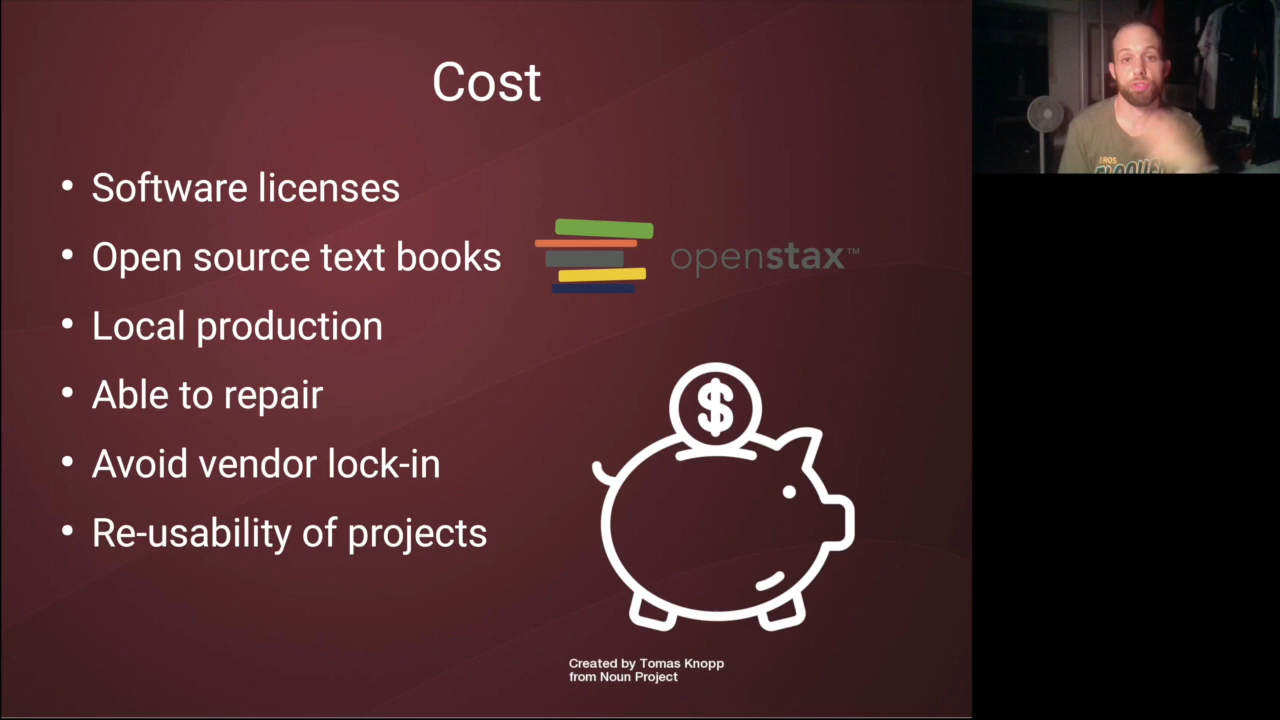 Cost
• Software licenses
• Open source text books
openstax™
• Local production
• Able to repair
• Avoid vendor lock-in
• Re-usability of projects
$
Created by Tomas Knopp
from Noun Project
ROS